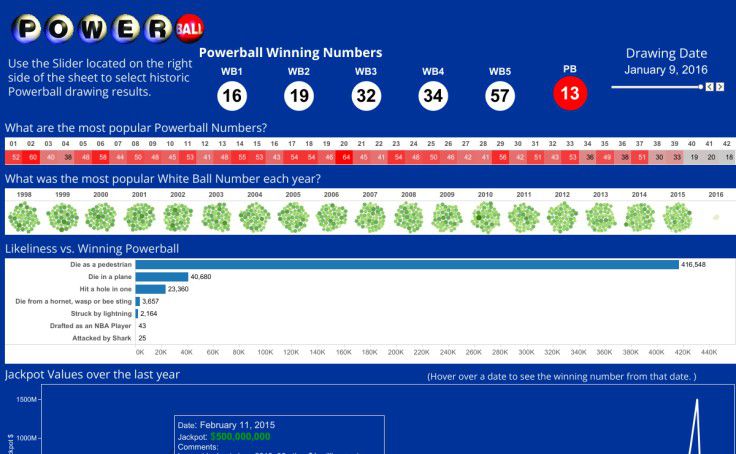 POWER BALL
Powerball Winning Numbers
Drawing Date
January 9, 2016
Use the Slider located on the right
side of the sheet to select historic
Powerball drawing results.
WB1 WB2 WB3 WB4 WB5 PB
16 19 32 34 57 13
What are the most popular Powerball Numbers?
01 02 03 04 05 06 07 08 09 10 11 12 13 14 15 16 17 18 19 20 21 22 23 24 25 26 27 28 29 30 31 32 33 34 35 36 37 38 39 40 41 42
52 60 40 38 48 58 44 50 48 45 53 41 48 55 53 43 54 54 46 64 45 41 54 48 50 46 41 41 56 42 51 43 53 36 49 38 51 30 33 19 20 18
What was the most popular White Ball Number each year?
1998 1999 2000 2001 2002 2003 2004 2005 2006 2007 2008 2009 2010 2011 2012 2013 2014 2015 2016
Likeliness vs. Winning Powerball
Die as a pedestrian 416,548
Die in a plane 40,680
Hit a hole in one 23,360
Die from a hornet, wasp or bee sting 3,657
Struck by lightning 2,164
Drafted as an NBA Player 43
Attacked by Shark 25
0K 20K 40K 60K 80K 100K 120K 140K 160K 180K 200K 220K 240K 260K 280K 300K 320K 340K 360K 380K 400K 420K 440K
Jackpot Values over the last year
(Hover over a date to see the winning number from that date. )
1500M
1000M
Date: February 11, 2015
Jackpot: $500,000,000
Comments: